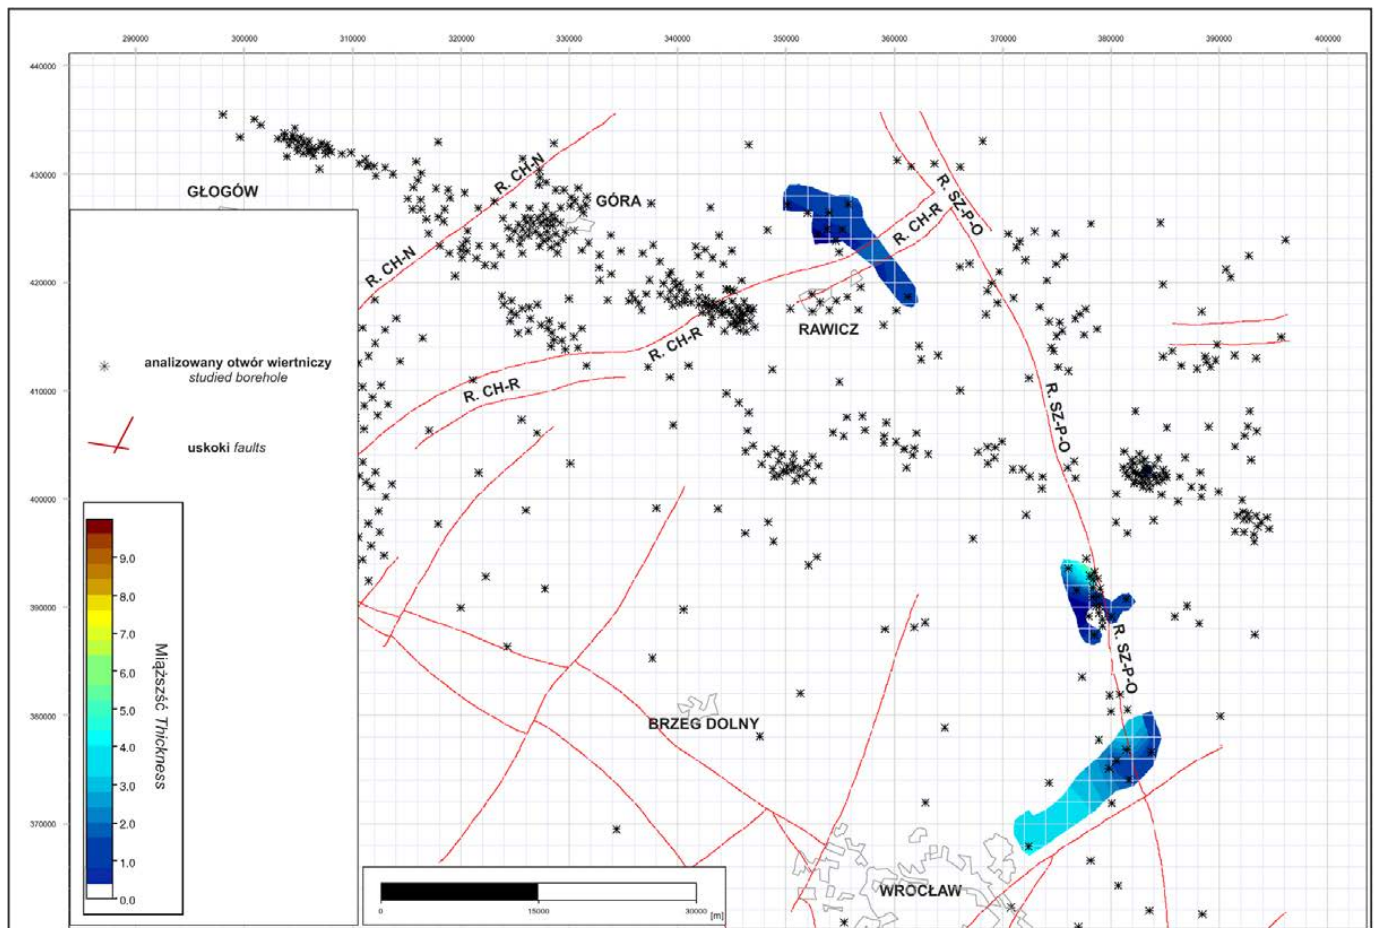 290000 300000 310000 320000 330000 340000 350000 360000 370000 380000 390000 400000
440000
430000
420000
410000
400000
390000
380000
370000
GŁOGÓW
R. CH-N
GÓRA
R. SZ-P-O
R. CH-R
R. CH-N
RAWICZ
R. CH-R
R. CH-R
R. SZ-P-O
R. SZ-P-O
BRZEG DOLNY
WROCŁAW
analizowany otwór wiertniczy
studied borehole
uskoki faults
9.0
8.0
7.0
6.0
5.0
4.0
3.0
2.0
1.0
0.0
Miąższść Thickness
0 15000 30000 [m]